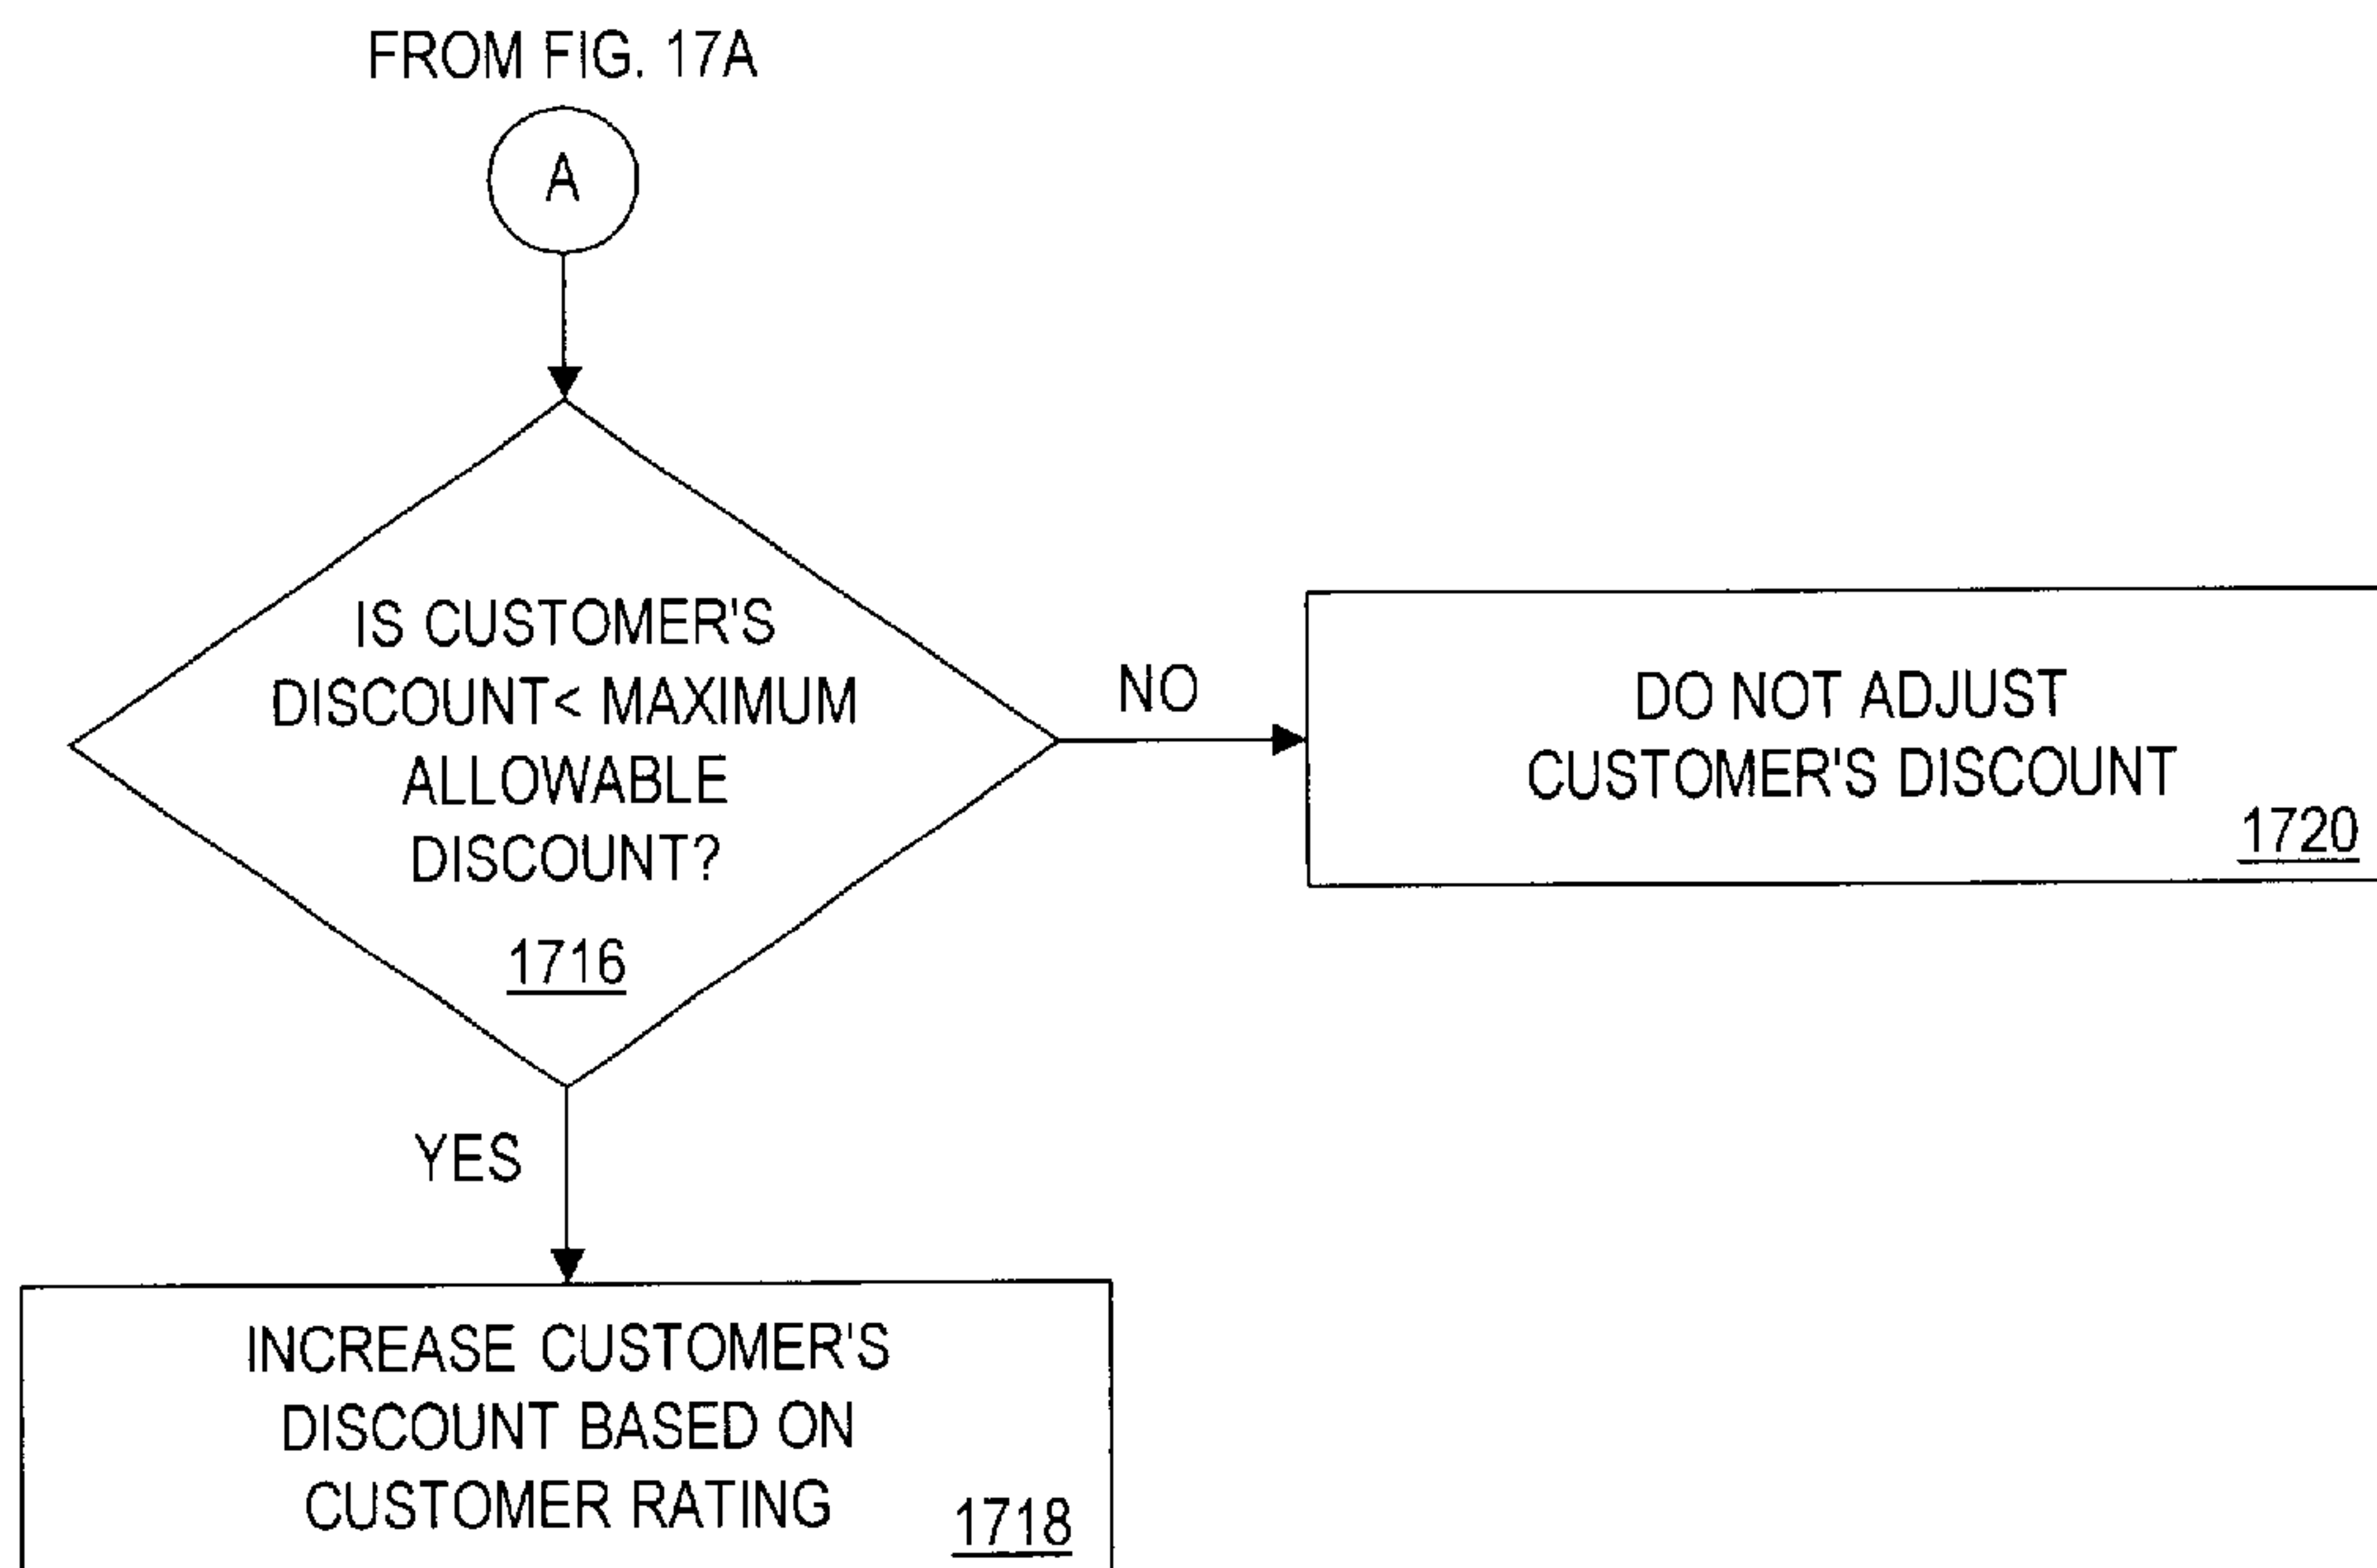 FROM FIG. 17A
A
IS CUSTOMER'S
DISCOUNT< MAXIMUM
ALLOWABLE
DISCOUNT?
1716
NO
DO NOT ADJUST
CUSTOMER'S DISCOUNT
1720
YES
INCREASE CUSTOMER'S
DISCOUNT BASED ON
CUSTOMER RATING
1718